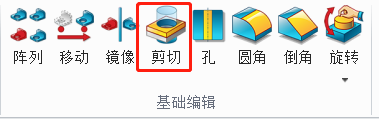 阵列 移动 镜像 剪切 孔 圆角 倒角 旋转
基础编辑